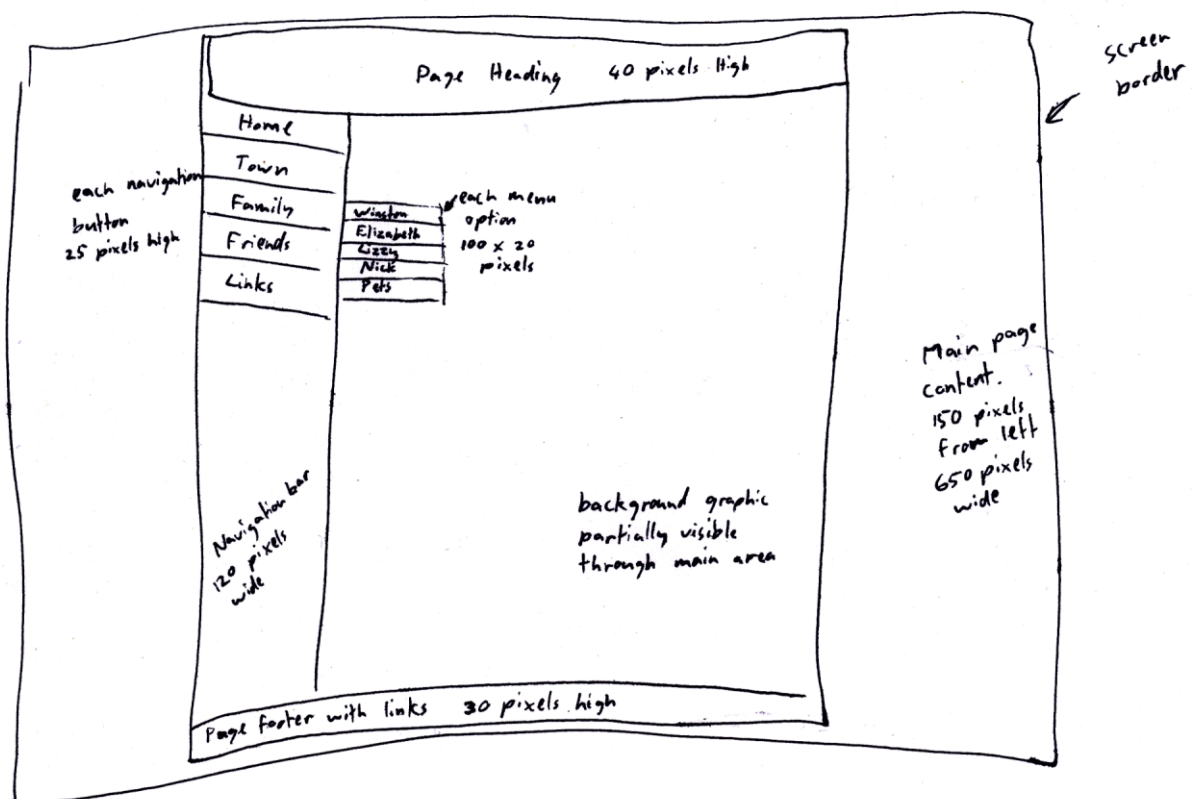 Page Heading 40 pixels High
screen
border
Home
Town
Family
Friends
Links
each navigation
button
25 pixels high
Winston
Elizabeth
Lizzy
Nick
Pets
each menu
option
100 x 20
pixels
Main page
content.
150 pixels
from left
650 pixels
wide
Navigation bar
120 pixels
wide
background graphic
partially visible
through main area
Page footer with links 30 pixels high